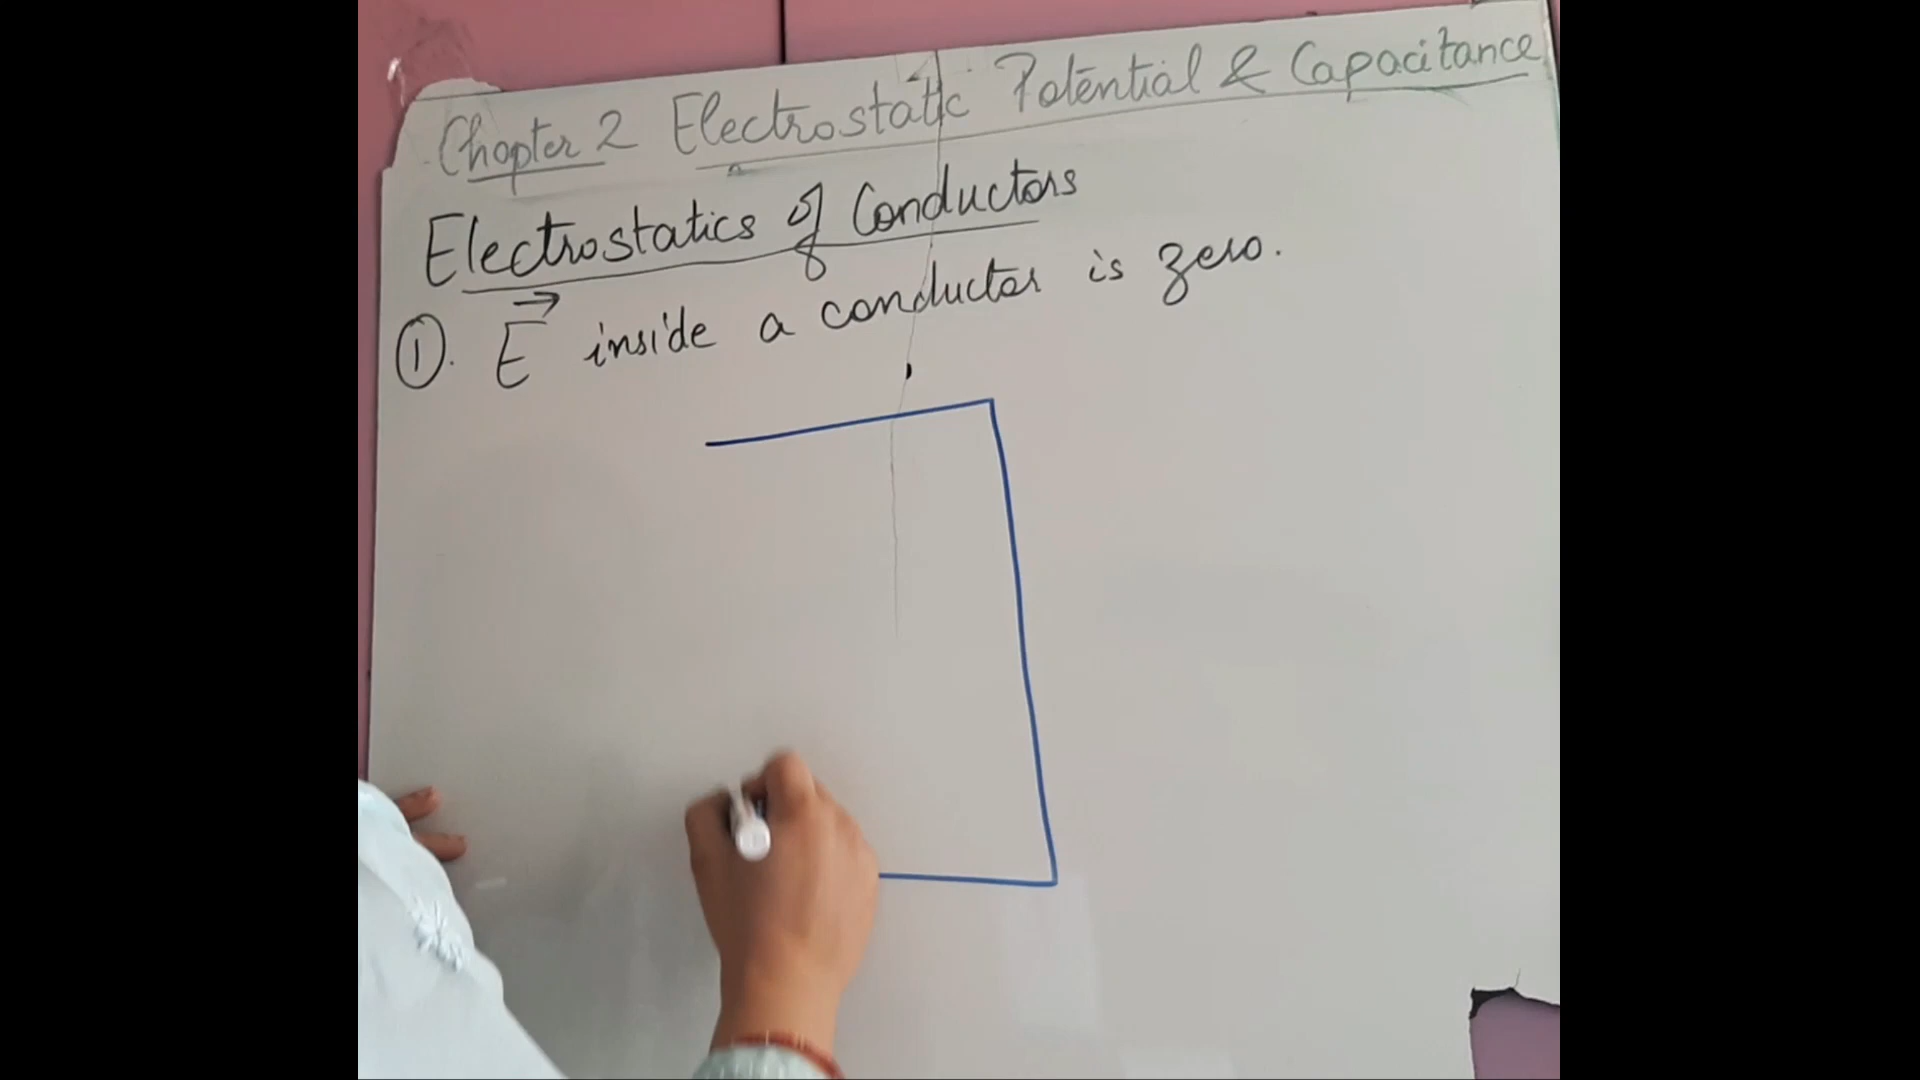 Chapter 2 Electrostatic Potential & Capacitance
Electrostatics of Conductors
①. E⃗ inside a conductor is zero.